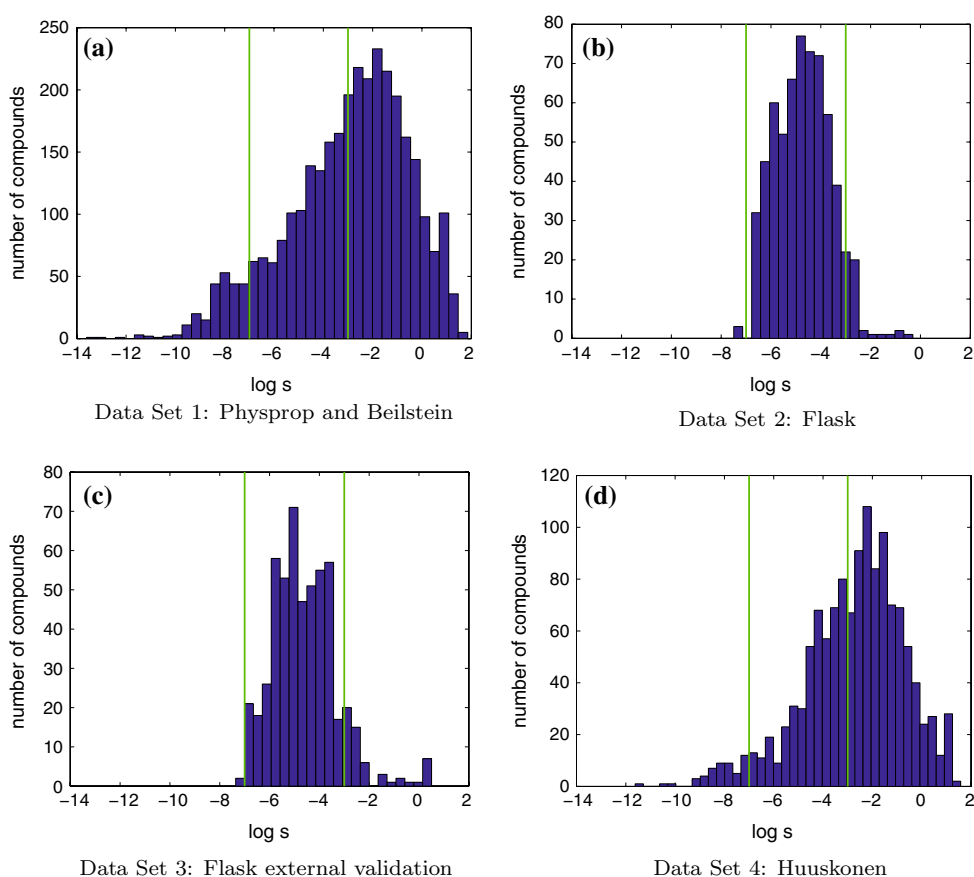 (a)
250
200
150
100
50
0
number of compounds
−14 −12 −10 −8 −6 −4 −2 0 2
log s
Data Set 1: Physprop and Beilstein
(b)
80
70
60
50
40
30
20
10
0
number of compounds
−14 −12 −10 −8 −6 −4 −2 0 2
log s
Data Set 2: Flask
(c)
80
70
60
50
40
30
20
10
0
number of compounds
−14 −12 −10 −8 −6 −4 −2 0 2
log s
Data Set 3: Flask external validation
(d)
120
100
80
60
40
20
0
number of compounds
−14 −12 −10 −8 −6 −4 −2 0 2
log s
Data Set 4: Huuskonen